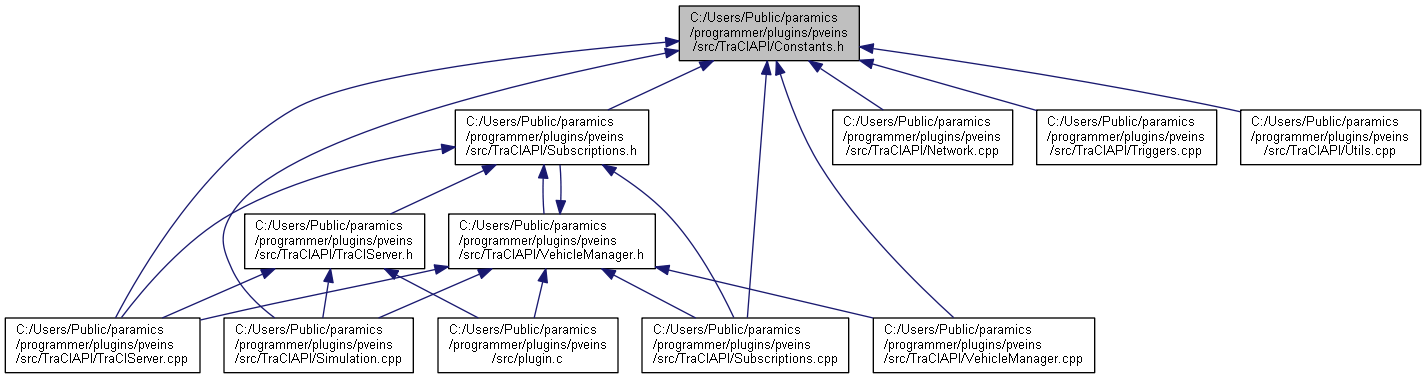 C:/Users/Public/paramics
/programmer/plugins/pveins
/src/TraCIAPI/Constants.h
C:/Users/Public/paramics
/programmer/plugins/pveins
/src/TraCIAPI/Subscriptions.h
C:/Users/Public/paramics
/programmer/plugins/pveins
/src/TraCIAPI/Network.cpp
C:/Users/Public/paramics
/programmer/plugins/pveins
/src/TraCIAPI/Triggers.cpp
C:/Users/Public/paramics
/programmer/plugins/pveins
/src/TraCIAPI/Utils.cpp
C:/Users/Public/paramics
/programmer/plugins/pveins
/src/TraCIAPI/TraCIServer.h
C:/Users/Public/paramics
/programmer/plugins/pveins
/src/TraCIAPI/VehicleManager.h
C:/Users/Public/paramics
/programmer/plugins/pveins
/src/TraCIAPI/TraCIServer.cpp
C:/Users/Public/paramics
/programmer/plugins/pveins
/src/TraCIAPI/Simulation.cpp
C:/Users/Public/paramics
/programmer/plugins/pveins
/src/plugin.c
C:/Users/Public/paramics
/programmer/plugins/pveins
/src/TraCIAPI/Subscriptions.cpp
C:/Users/Public/paramics
/programmer/plugins/pveins
/src/TraCIAPI/VehicleManager.cpp